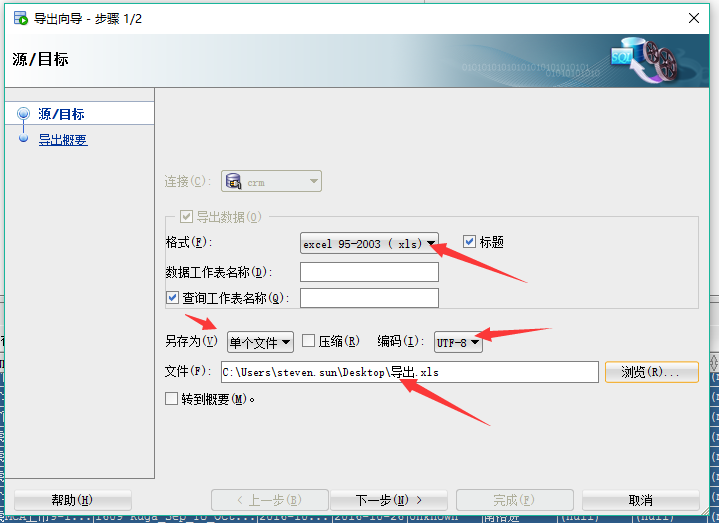 导出向导 - 步骤 1/2
源/目标
源/目标
导出概要
连接(C): crm
导出数据(O)
格式(F): excel 95-2003 ( xls) 标题
数据工作表名称(D):
查询工作表名称(Q):
另存为(V) 单个文件 压缩(R) 编码(I): UTF-8
文件(F): C:\Users\steven.sun\Desktop\导出.xls 浏览(R)...
转到概要(M)。
帮助(H) < 上一步(B) 下一步(N) > 完成(F) 取消